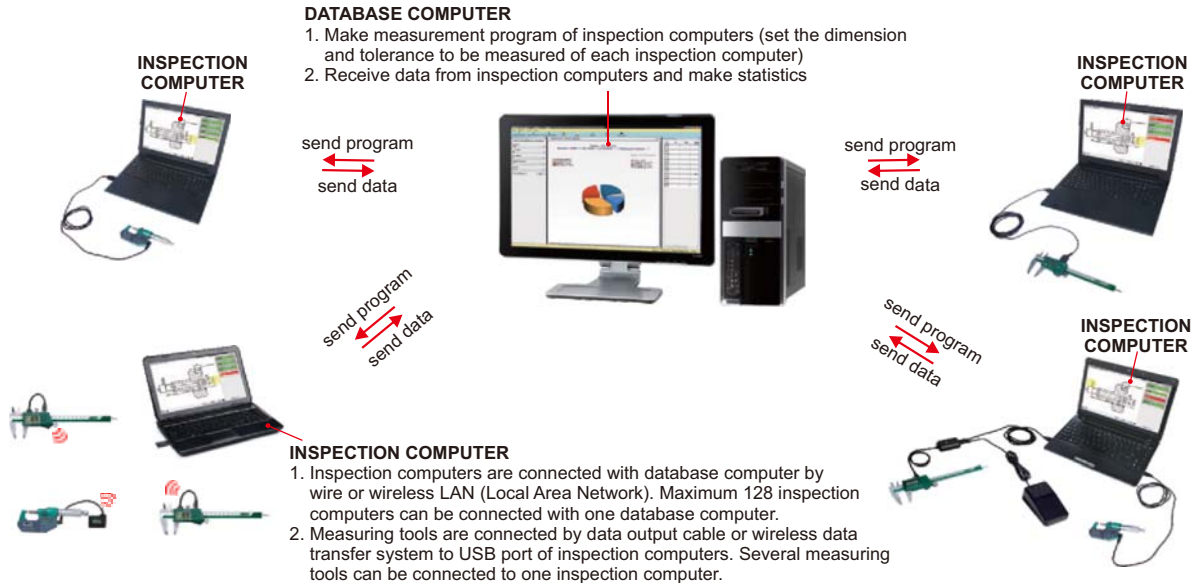 DATABASE COMPUTER
1. Make measurement program of inspection computers (set the dimension
and tolerance to be measured of each inspection computer)
2. Receive data from inspection computers and make statistics
INSPECTION
COMPUTER
INSPECTION
COMPUTER
send program
send data
send program
send data
send program
send data
send program
send data
INSPECTION
COMPUTER
INSPECTION COMPUTER
1. Inspection computers are connected with database computer by
wire or wireless LAN (Local Area Network). Maximum 128 inspection
computers can be connected with one database computer.
2. Measuring tools are connected by data output cable or wireless data
transfer system to USB port of inspection computers. Several measuring
tools can be connected to one inspection computer.